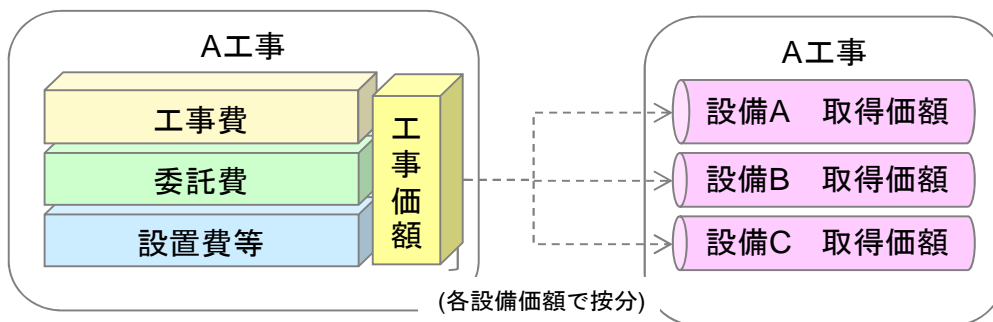 A工事
工事費
委託費
設置費等
工事価額
(各設備価額で按分)
A工事
設備A　取得価額
設備B　取得価額
設備C　取得価額